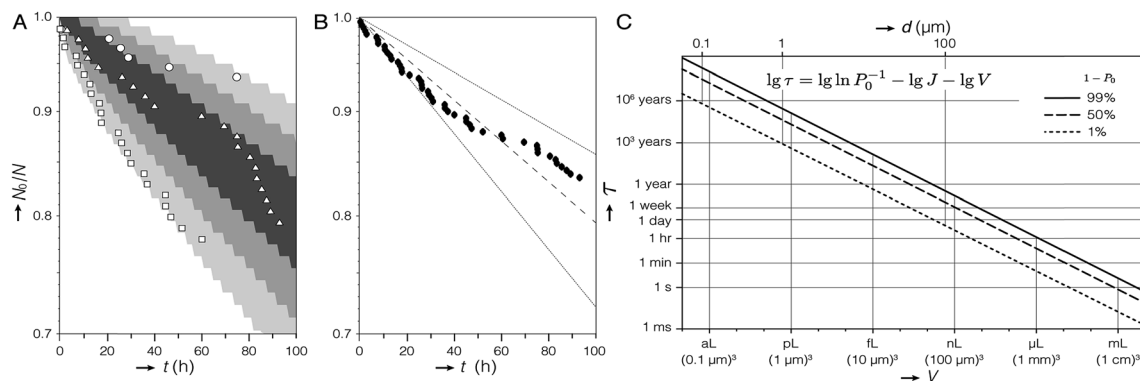 A
1.0
0.9
0.8
0.7
→ N₀/N
0 20 40 60 80 100
→ t (h)
B
1.0
0.9
0.8
0.7
0 20 40 60 80 100
→ t (h)
C
→ d (μm)
0.1 1 100
lg τ = lg ln P₀⁻¹ − lg J − lg V
1 − P₀
99%
50%
1%
10⁶ years
10³ years
1 year
1 week
1 day
1 hr
1 min
1 s
1 ms
→ τ
aL pL fL nL μL mL
(0.1 μm)³ (1 μm)³ (10 μm)³ (100 μm)³ (1 mm)³ (1 cm)³
→ V